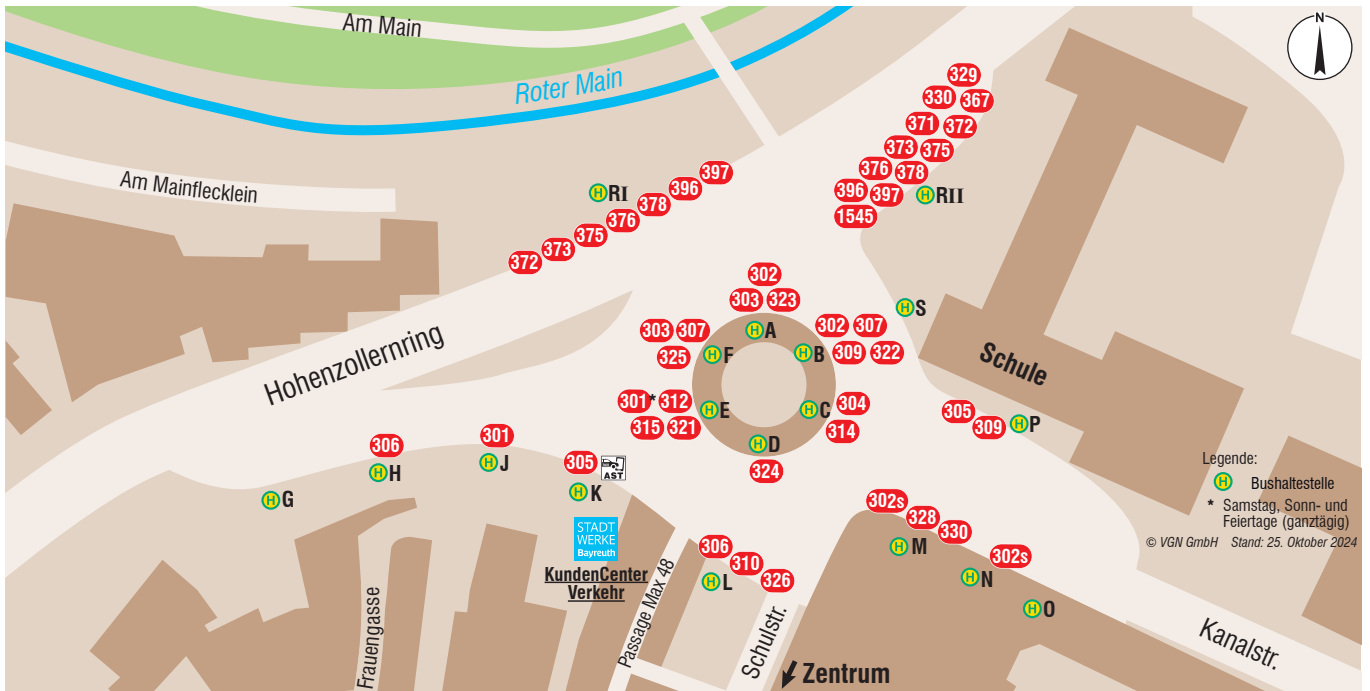 Am Main
N
Roter Main
329
330 367
371 372
373 375
376 378
396 397
1545
H RII
Am Mainflecklein
H RI
397
396
378
376
375
373
372
302
303 323
H A
303 307
325
H F
302 307
309 322
H B
H S
Hohenzollernring
Schule
301* 312
315 321
H E
304
314
H C
H D
324
305
309
H P
306
H H
301
H J
305
AST
H K
H G
STADT
WERKE
Bayreuth
KundenCenter
Verkehr
306
310
326
H L
302s
328
330
H M
302s
H N
H O
Legende:
H Bushaltestelle
* Samstag, Sonn- und
Feiertage (ganztägig)
© VGN GmbH Stand: 25. Oktober 2024
Frauengasse
Passage Max 48
Schulstr.
Zentrum
Kanalstr.